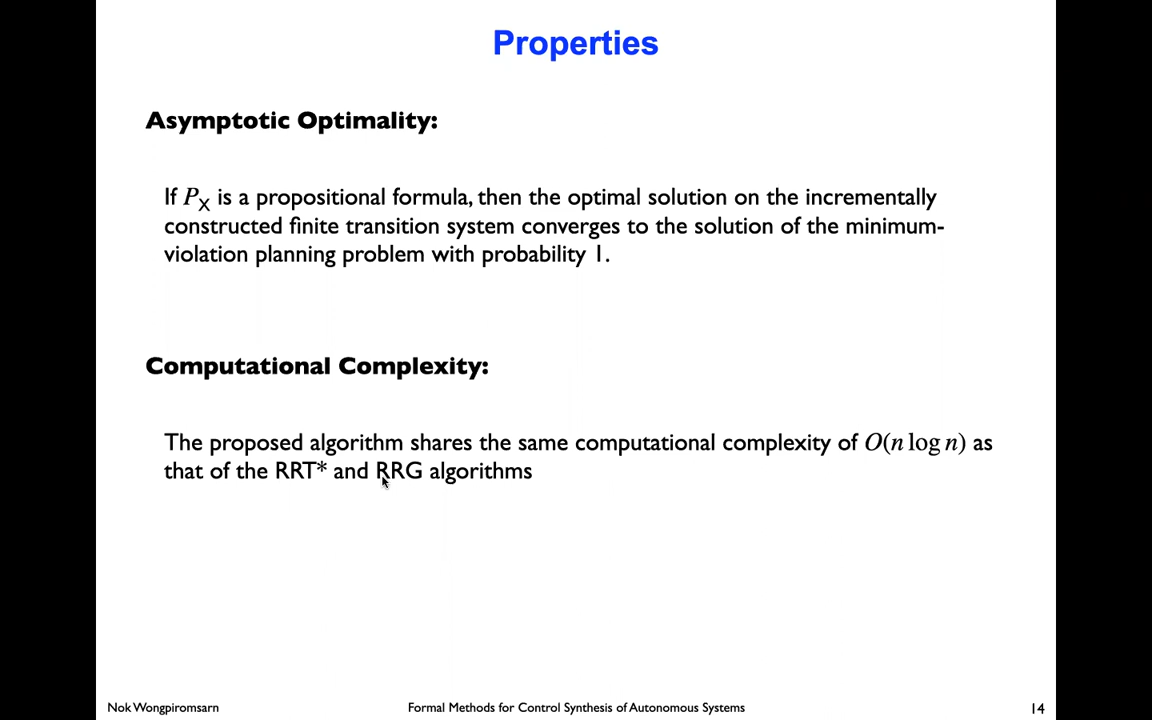 Properties
Asymptotic Optimality:
If P_X is a propositional formula, then the optimal solution on the incrementally
constructed finite transition system converges to the solution of the minimum-
violation planning problem with probability 1.
Computational Complexity:
The proposed algorithm shares the same computational complexity of O(n log n) as
that of the RRT* and RRG algorithms
Nok Wongpiromsarn
Formal Methods for Control Synthesis of Autonomous Systems
14